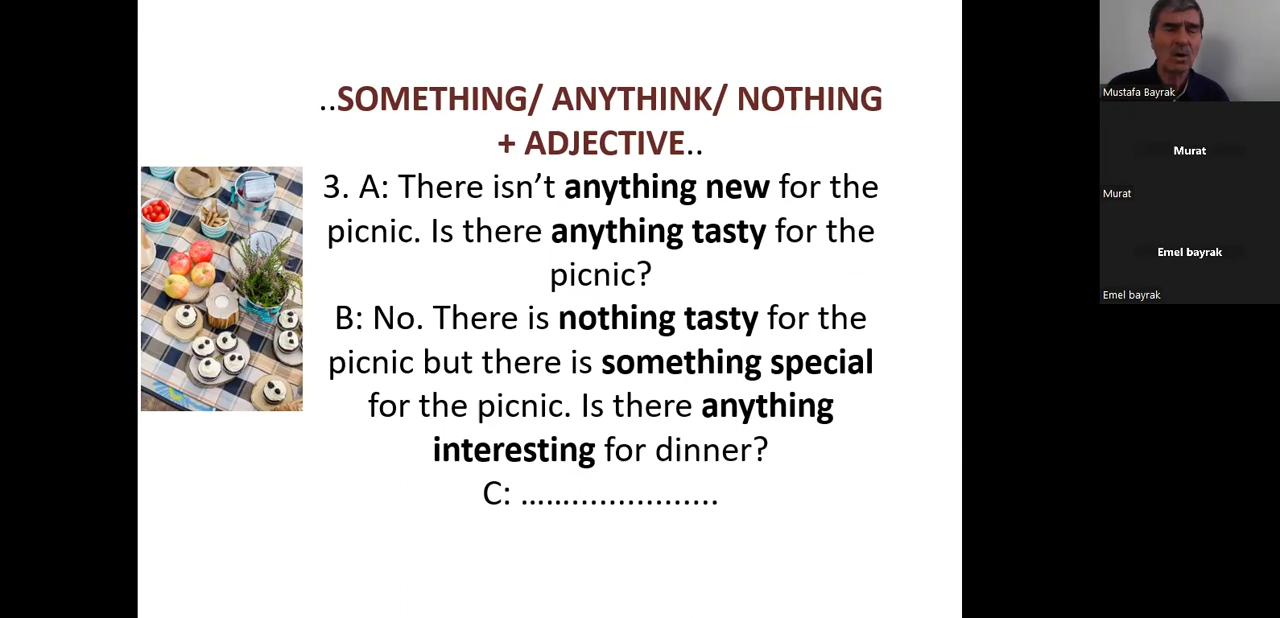 ..SOMETHING/ ANYTHINK/ NOTHING
+ ADJECTIVE..
3. A: There isn’t anything new for the
picnic. Is there anything tasty for the
picnic?
B: No. There is nothing tasty for the
picnic but there is something special
for the picnic. Is there anything
interesting for dinner?
C: ……...................
Mustafa Bayrak
Murat
Murat
Emel bayrak
Emel bayrak